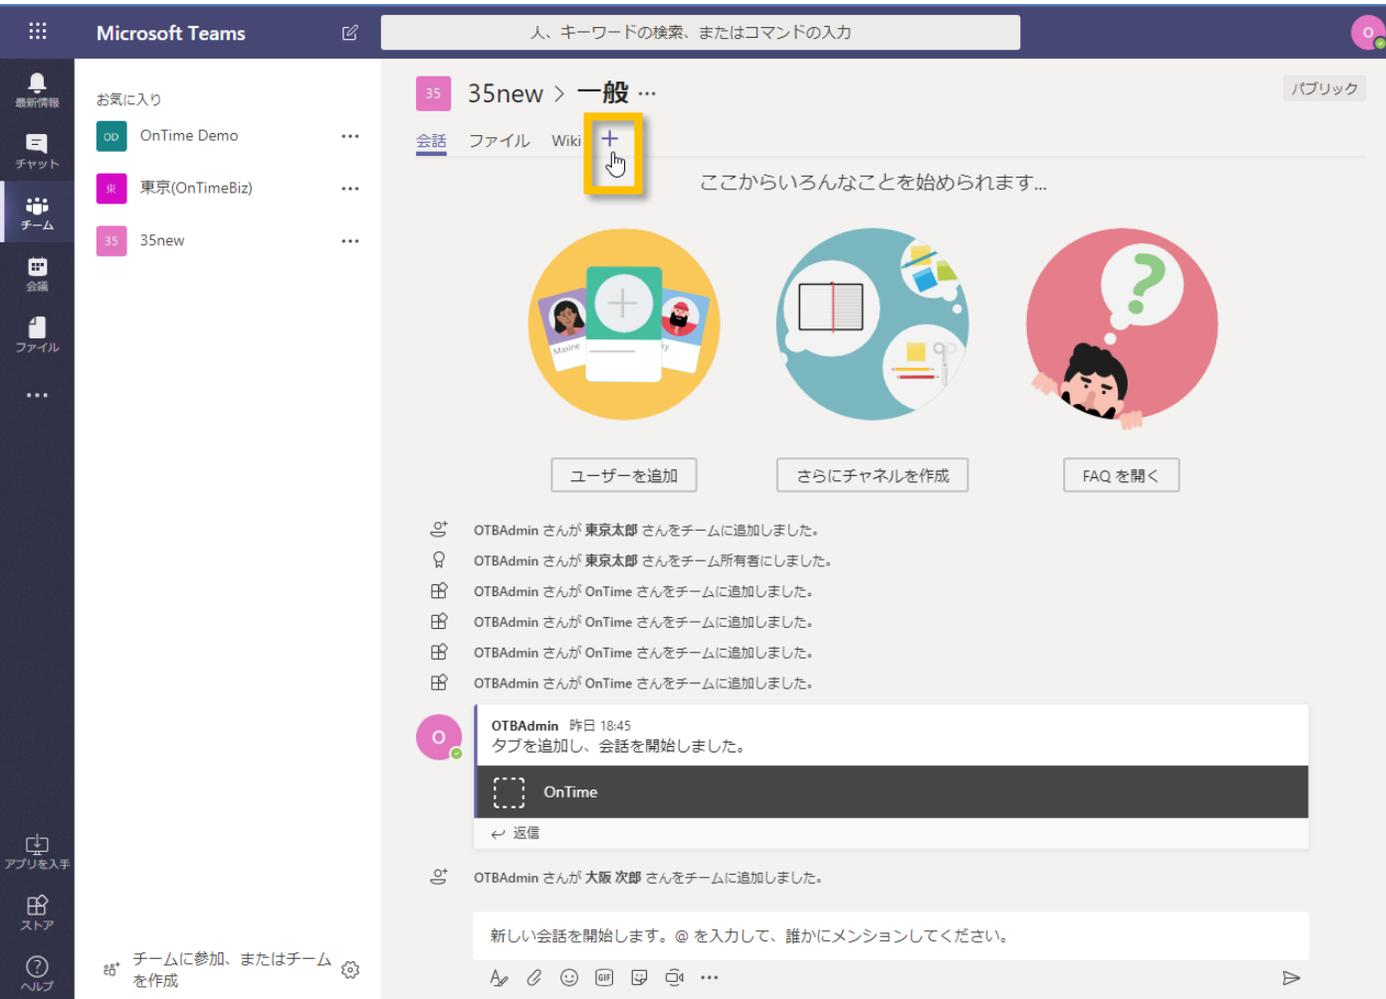 Microsoft Teams
人、キーワードの検索、またはコマンドの入力
O
最新情報
チャット
チーム
会議
ファイル
アプリを入手
ストア
ヘルプ
お気に入り
OD OnTime Demo
東 東京(OnTimeBiz)
35 35new
チームに参加、またはチーム
を作成
35 35new > 一般 ...
パブリック
会話 ファイル Wiki +
ここからいろんなことを始められます...
Maxine
ユーザーを追加
さらにチャネルを作成
FAQ を開く
OTBAdmin さんが 東京太郎 さんをチームに追加しました。
OTBAdmin さんが 東京太郎 さんをチーム所有者にしました。
OTBAdmin さんが OnTime さんをチームに追加しました。
OTBAdmin さんが OnTime さんをチームに追加しました。
OTBAdmin さんが OnTime さんをチームに追加しました。
OTBAdmin さんが OnTime さんをチームに追加しました。
O
OTBAdmin 昨日 18:45
タブを追加し、会話を開始しました。
OnTime
返信
OTBAdmin さんが 大阪 次郎 さんをチームに追加しました。
新しい会話を開始します。@ を入力して、誰かにメンションしてください。
GIF